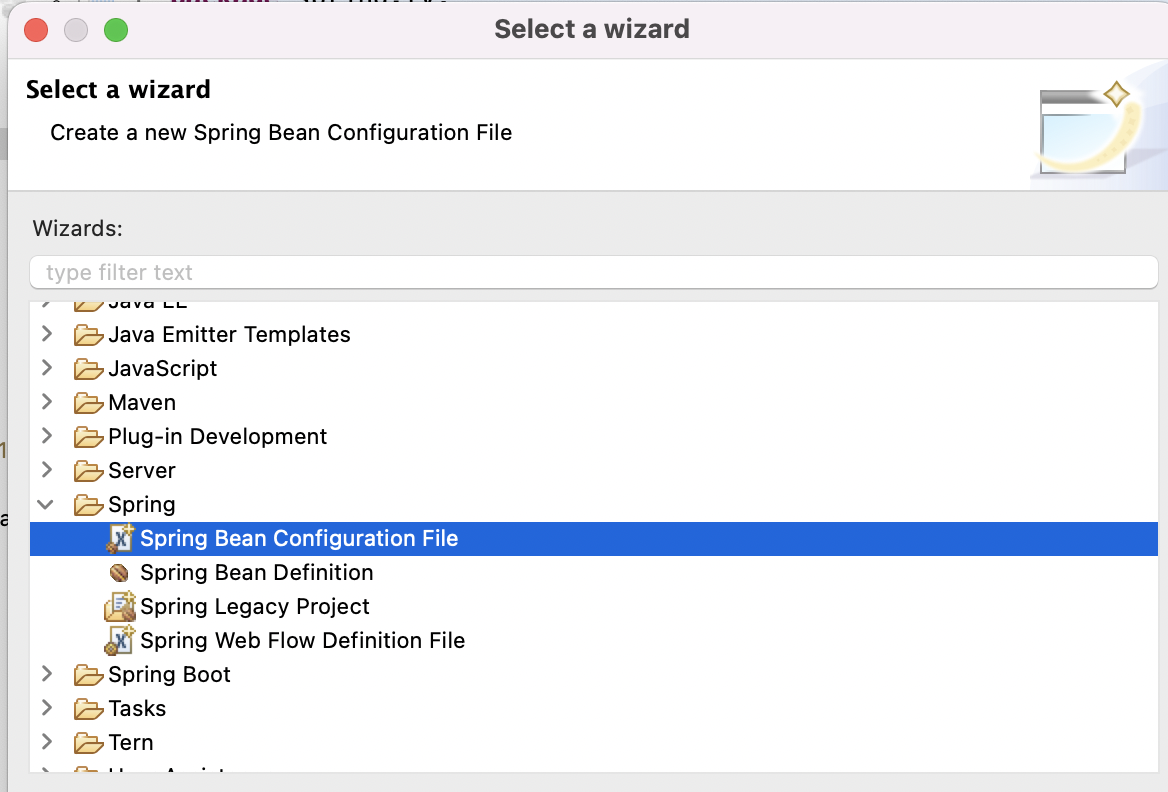 Select a wizard
Select a wizard
Create a new Spring Bean Configuration File
Wizards:
type filter text
Java EE
Java Emitter Templates
JavaScript
Maven
Plug-in Development
Server
Spring
Spring Bean Configuration File
Spring Bean Definition
Spring Legacy Project
Spring Web Flow Definition File
Spring Boot
Tasks
Tern